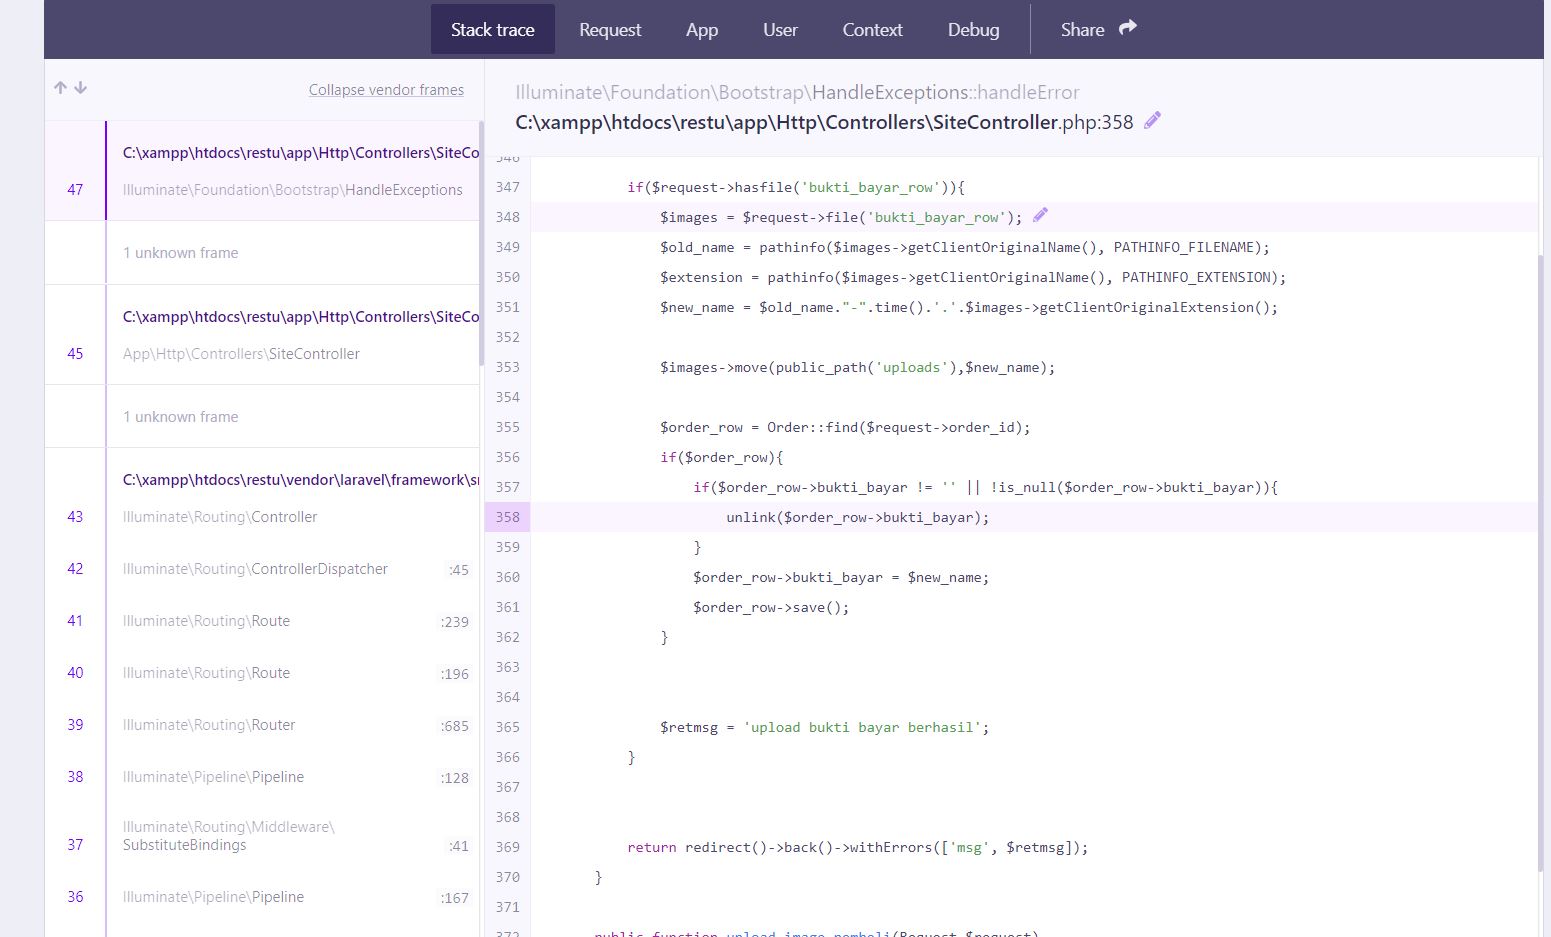 Stack trace
Request
App
User
Context
Debug
Share
Collapse vendor frames
C:\xampp\htdocs\restu\app\Http\Controllers\SiteCo
47
Illuminate\Foundation\Bootstrap\HandleExceptions
1 unknown frame
C:\xampp\htdocs\restu\app\Http\Controllers\SiteCo
45
App\Http\Controllers\SiteController
1 unknown frame
C:\xampp\htdocs\restu\vendor\laravel\framework\sr
43 Illuminate\Routing\Controller
42 Illuminate\Routing\ControllerDispatcher :45
41 Illuminate\Routing\Route :239
40 Illuminate\Routing\Route :196
39 Illuminate\Routing\Router :685
38 Illuminate\Pipeline\Pipeline :128
Illuminate\Routing\Middleware\
37 SubstituteBindings :41
36 Illuminate\Pipeline\Pipeline :167
Illuminate\Foundation\Bootstrap\HandleExceptions::handleError
C:\xampp\htdocs\restu\app\Http\Controllers\SiteController.php:358
346
347 if($request->hasfile('bukti_bayar_row')){
348 $images = $request->file('bukti_bayar_row');
349 $old_name = pathinfo($images->getClientOriginalName(), PATHINFO_FILENAME);
350 $extension = pathinfo($images->getClientOriginalName(), PATHINFO_EXTENSION);
351 $new_name = $old_name."-".time().'.'.$images->getClientOriginalExtension();
352
353 $images->move(public_path('uploads'),$new_name);
354
355 $order_row = Order::find($request->order_id);
356 if($order_row){
357 if($order_row->bukti_bayar != '' || !is_null($order_row->bukti_bayar)){
358 unlink($order_row->bukti_bayar);
359 }
360 $order_row->bukti_bayar = $new_name;
361 $order_row->save();
362 }
363
364
365 $retmsg = 'upload bukti bayar berhasil';
366 }
367
368
369 return redirect()->back()->withErrors(['msg', $retmsg]);
370 }
371
372 public function upload_image_pembeli(Request $request)